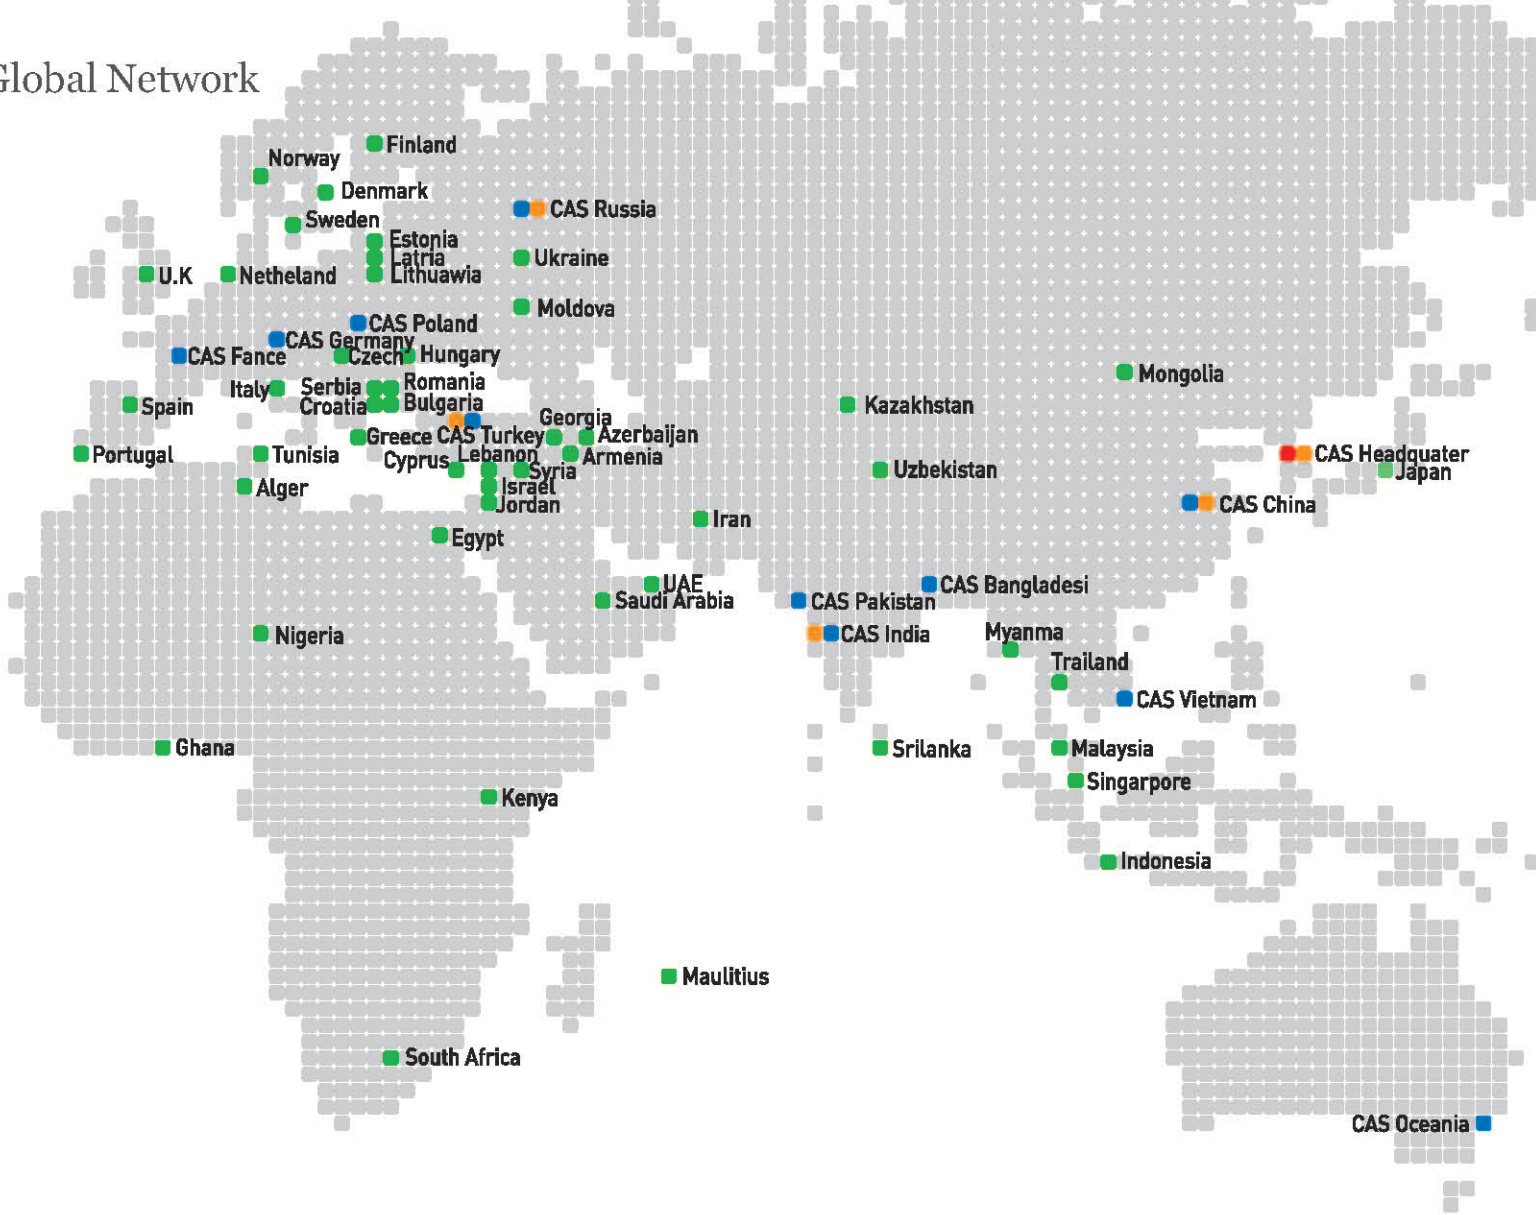 Global Network
Finland
Norway
Denmark
CAS Russia
Sweden
Estonia
Latria
Ukraine
U.K
Netheland
Lithuawia
Moldova
CAS Poland
CAS Germany
CAS Fance
Czech
Hungary
Mongolia
Italy
Serbia
Romania
Spain
Croatia
Bulgaria
Kazakhstan
Georgia
Greece
CAS Turkey
Azerbaijan
Portugal
Tunisia
Cyprus
Lebanon
Armenia
CAS Headquater
Syria
Uzbekistan
Japan
Alger
Israel
Jordan
CAS China
Iran
Egypt
UAE
CAS Bangladesi
Saudi Arabia
CAS Pakistan
Nigeria
CAS India
Myanma
Trailand
CAS Vietnam
Ghana
Srilanka
Malaysia
Singarpore
Kenya
Indonesia
Maulitius
South Africa
CAS Oceania